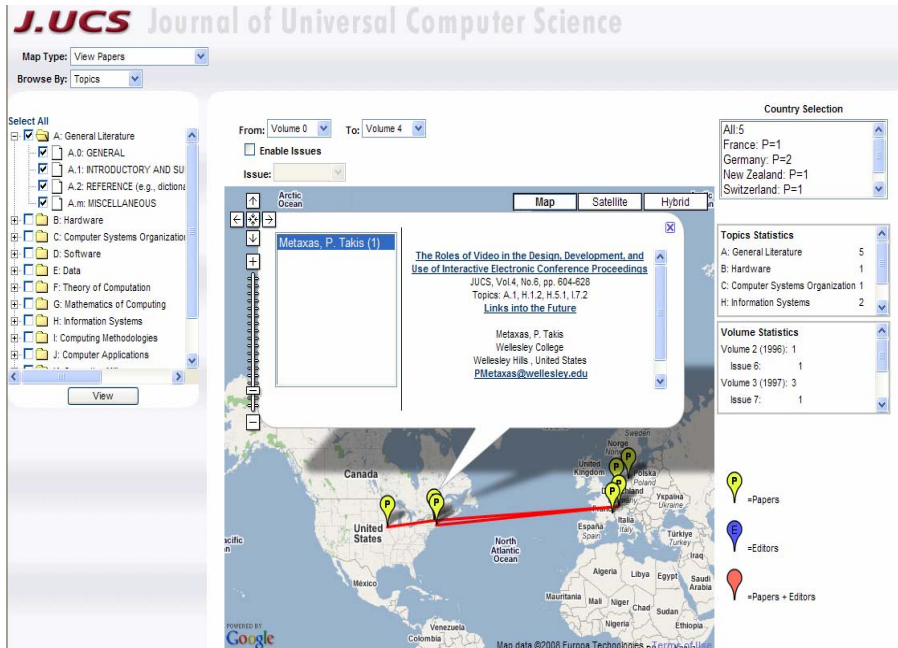 J.UCS Journal of Universal Computer Science
Map Type: View Papers
Browse By: Topics
Select All
A: General Literature
A.0: GENERAL
A.1: INTRODUCTORY AND SU
A.2: REFERENCE (e.g., dictiona
A.m: MISCELLANEOUS
B: Hardware
C: Computer Systems Organization
D: Software
E: Data
F: Theory of Computation
G: Mathematics of Computing
H: Information Systems
I: Computing Methodologies
J: Computer Applications
View
From: Volume 0 To: Volume 4
Enable Issues
Issue:
Arctic
Ocean
Map Satellite Hybrid
Metaxas, P. Takis (1)
The Roles of Video in the Design, Development, and
Use of Interactive Electronic Conference Proceedings
JUCS, Vol.4, No.6, pp. 604-628
Topics: A.1, H.1.2, H.5.1, I.7.2
Links into the Future
Metaxas, P. Takis
Wellesley College
Wellesley Hills , United States
PMetaxas@wellesley.edu
Sweden
Norge
United
Kingdom
Polska
Poland
Canada
Україна
Ukraine
United
States
España
Spain
Italia
Italy
Türkiye
Turkey
North
Atlantic
Ocean
Iraq
Algeria
Libya
Egypt
Saudi
Arabia
México
Mauritania
Mali
Niger
Chad
Sudan
Nigeria
Ethiopia
Venezuela
Colombia
POWERED BY
Google
Map data ©2008 Europa Technologies
Terms of Use
Country Selection
All:5
France: P=1
Germany: P=2
New Zealand: P=1
Switzerland: P=1
Topics Statistics
A: General Literature 5
B: Hardware 1
C: Computer Systems Organization 1
H: Information Systems 2
Volume Statistics
Volume 2 (1996): 1
Issue 6: 1
Volume 3 (1997): 3
Issue 7: 1
P =Papers
E =Editors
=Papers + Editors